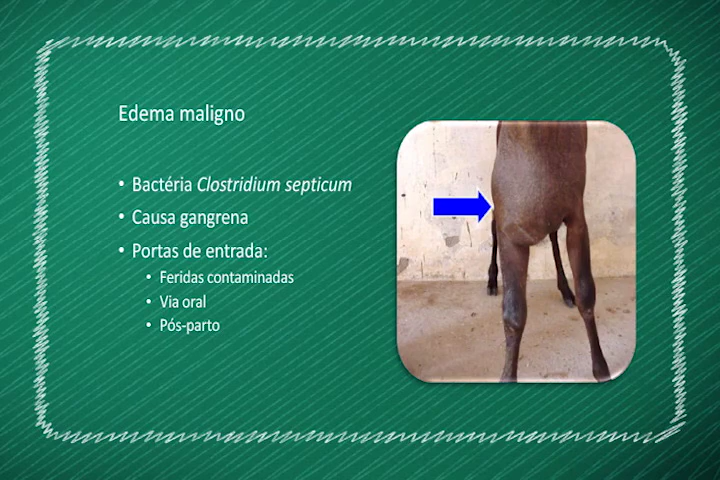 Edema maligno
• Bactéria Clostridium septicum
• Causa gangrena
• Portas de entrada:
• Feridas contaminadas
• Via oral
• Pós-parto